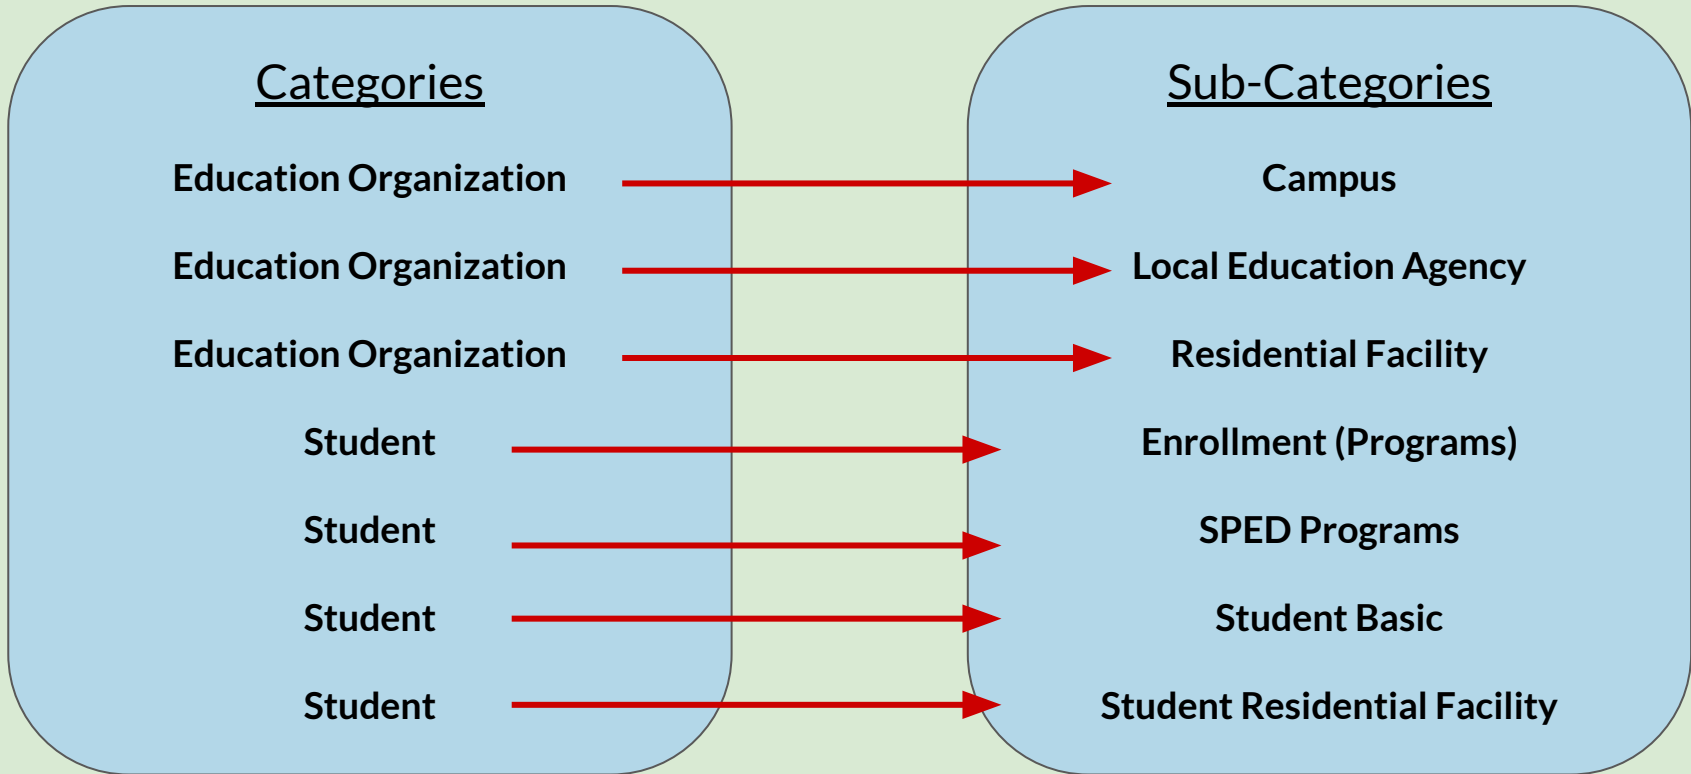 Categories
Education Organization
Education Organization
Education Organization
Student
Student
Student
Student
Sub-Categories
Campus
Local Education Agency
Residential Facility
Enrollment (Programs)
SPED Programs
Student Basic
Student Residential Facility